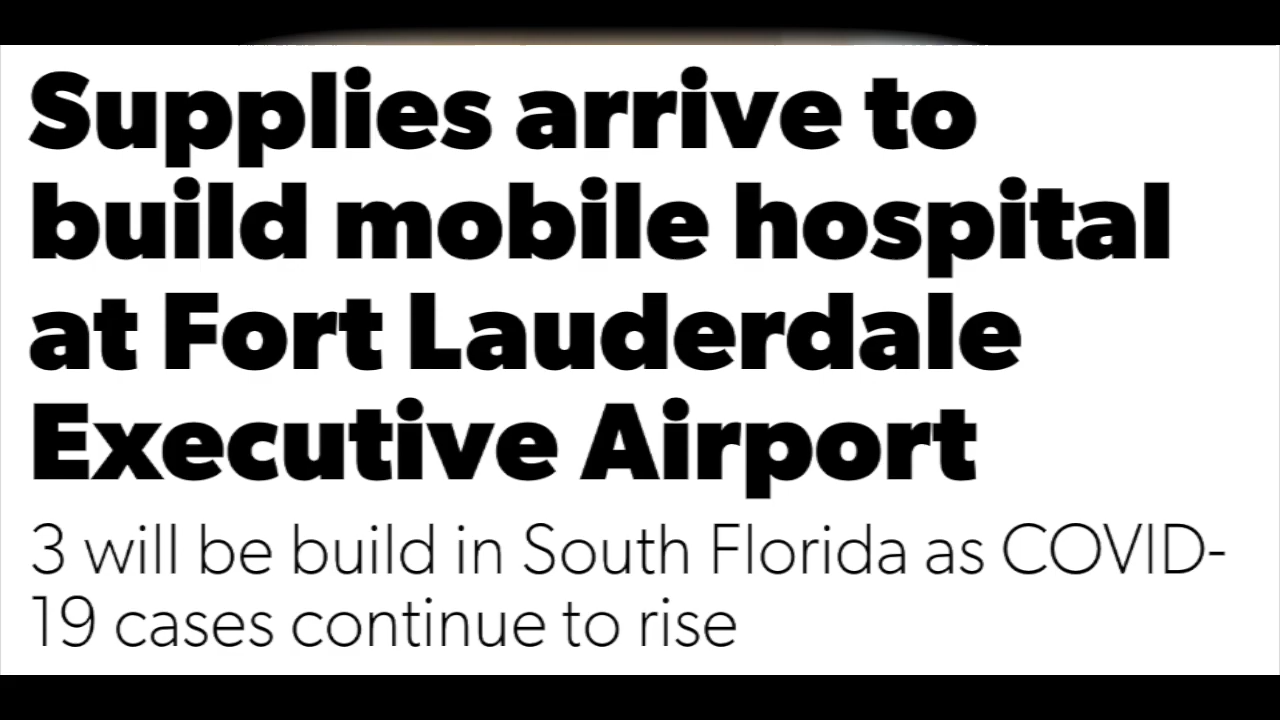 Supplies arrive to
build mobile hospital
at Fort Lauderdale
Executive Airport
3 will be build in South Florida as COVID-
19 cases continue to rise